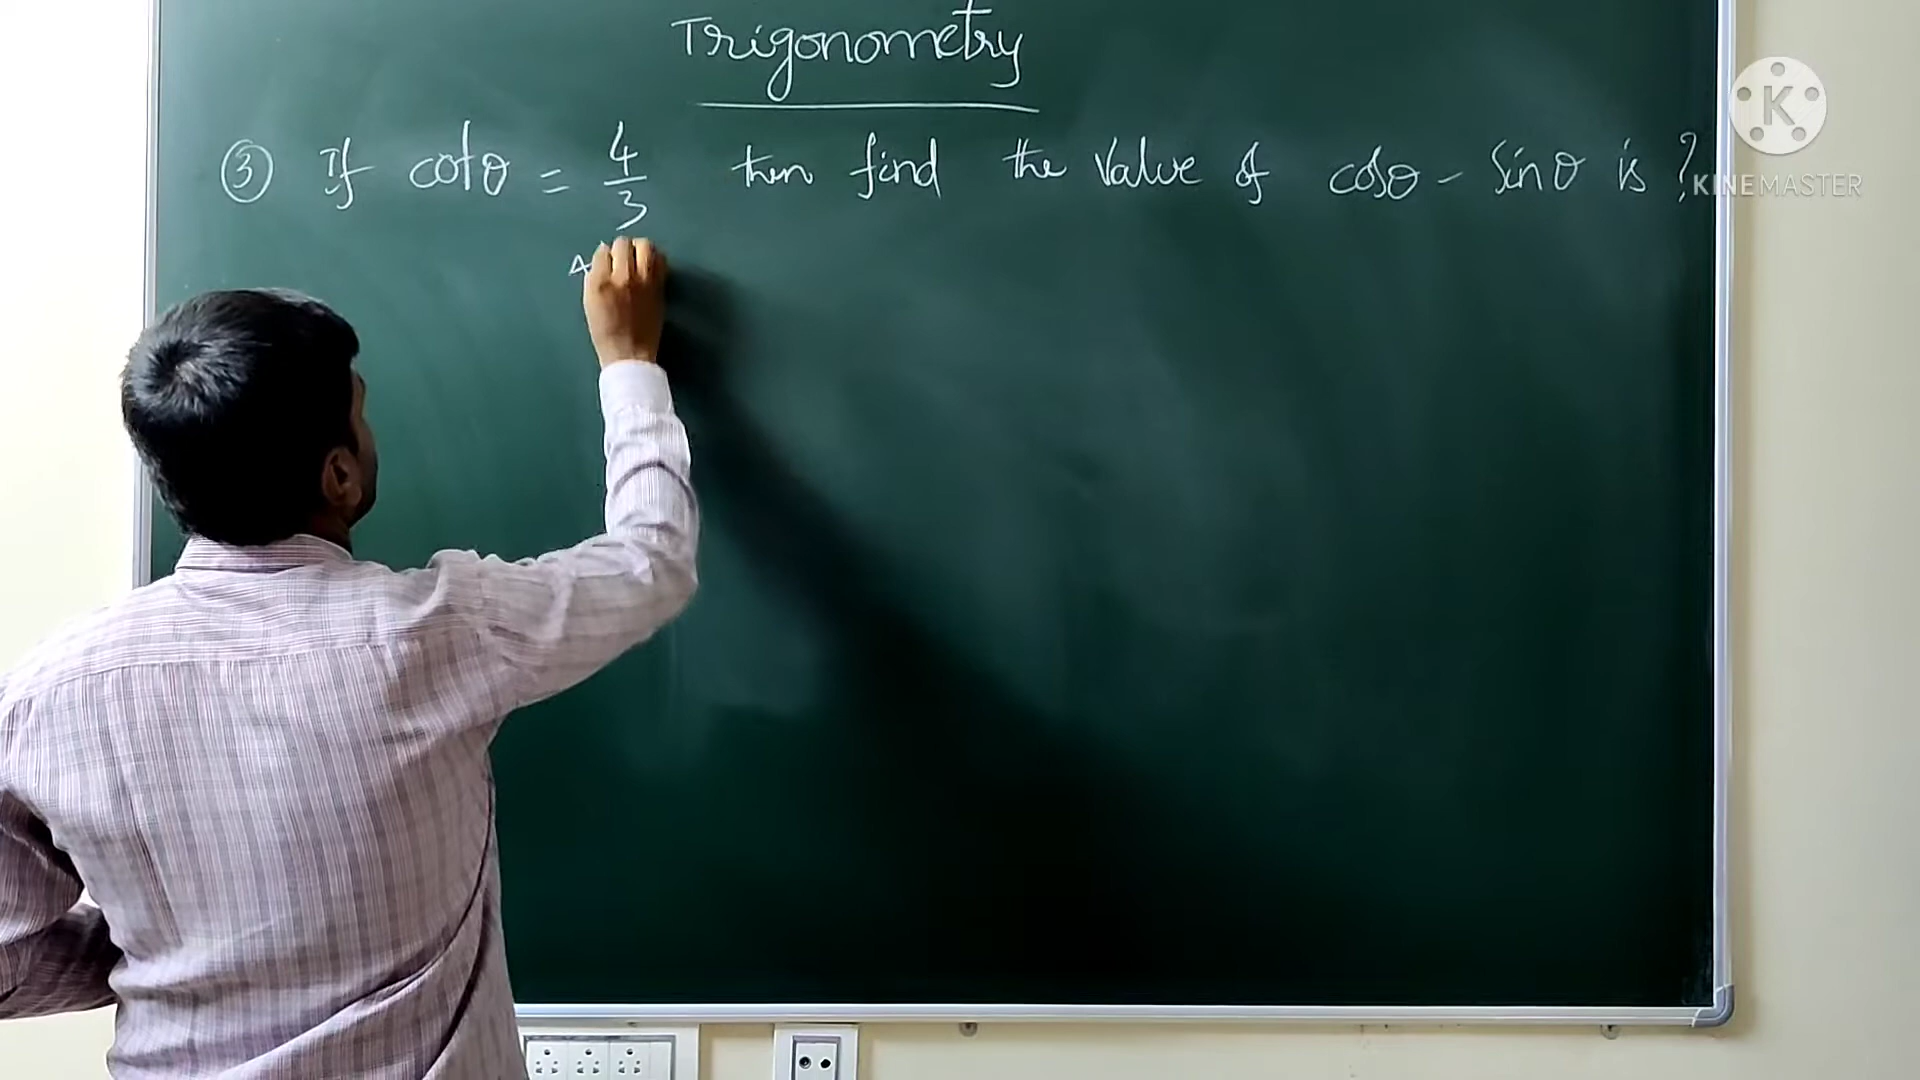 Trigonometry
③ If cotθ = 4/3 then find the value of cosθ - sinθ is ?
A
K
KINEMASTER